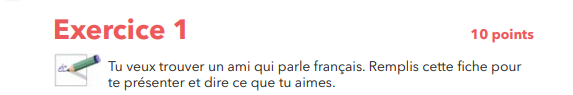 Exercice 1
10 points
Tu veux trouver un ami qui parle français. Remplis cette fiche pour
te présenter et dire ce que tu aimes.